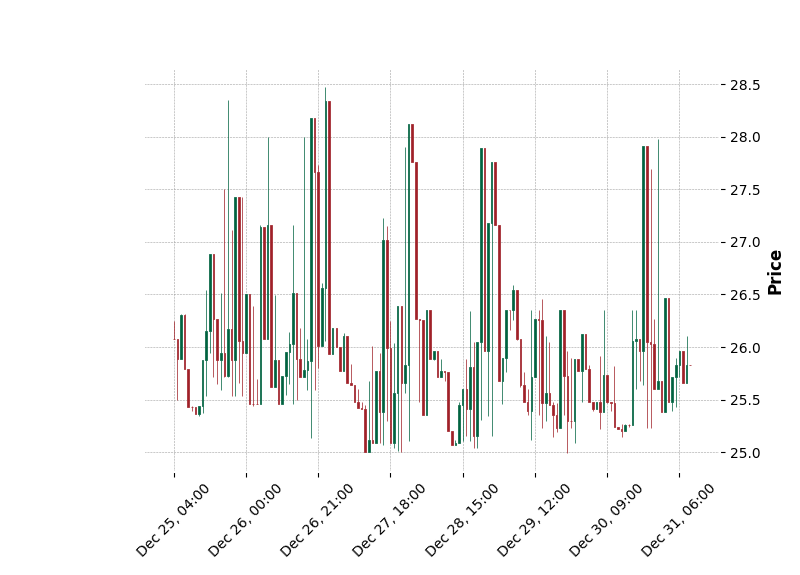 28.5
28.0
27.5
27.0
26.5
26.0
25.5
25.0
Price
Dec 25, 04:00
Dec 26, 00:00
Dec 26, 21:00
Dec 27, 18:00
Dec 28, 15:00
Dec 29, 12:00
Dec 30, 09:00
Dec 31, 06:00